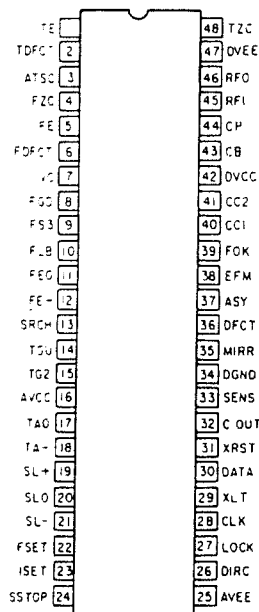 TE 48 TZC
TDFCT 2 47 DVEE
ATSC 3 46 RFO
FZC 4 45 RFI
FE 5 44 CP
FDFCT 6 43 CB
VC 7 42 DVCC
FGD 8 41 CC2
FS3 9 40 CC1
FLB 10 39 FOK
FEO 11 38 EFM
FE- 12 37 ASY
SRCH 13 36 DFCT
TGU 14 35 MIRR
TG2 15 34 DGND
AVCC 16 33 SENS
TAO 17 32 C OUT
TA- 18 31 XRST
SL+ 19 30 DATA
SLO 20 29 XLT
SL- 21 28 CLK
FSET 22 27 LOCK
ISET 23 26 DIRC
SSTOP 24 25 AVEE